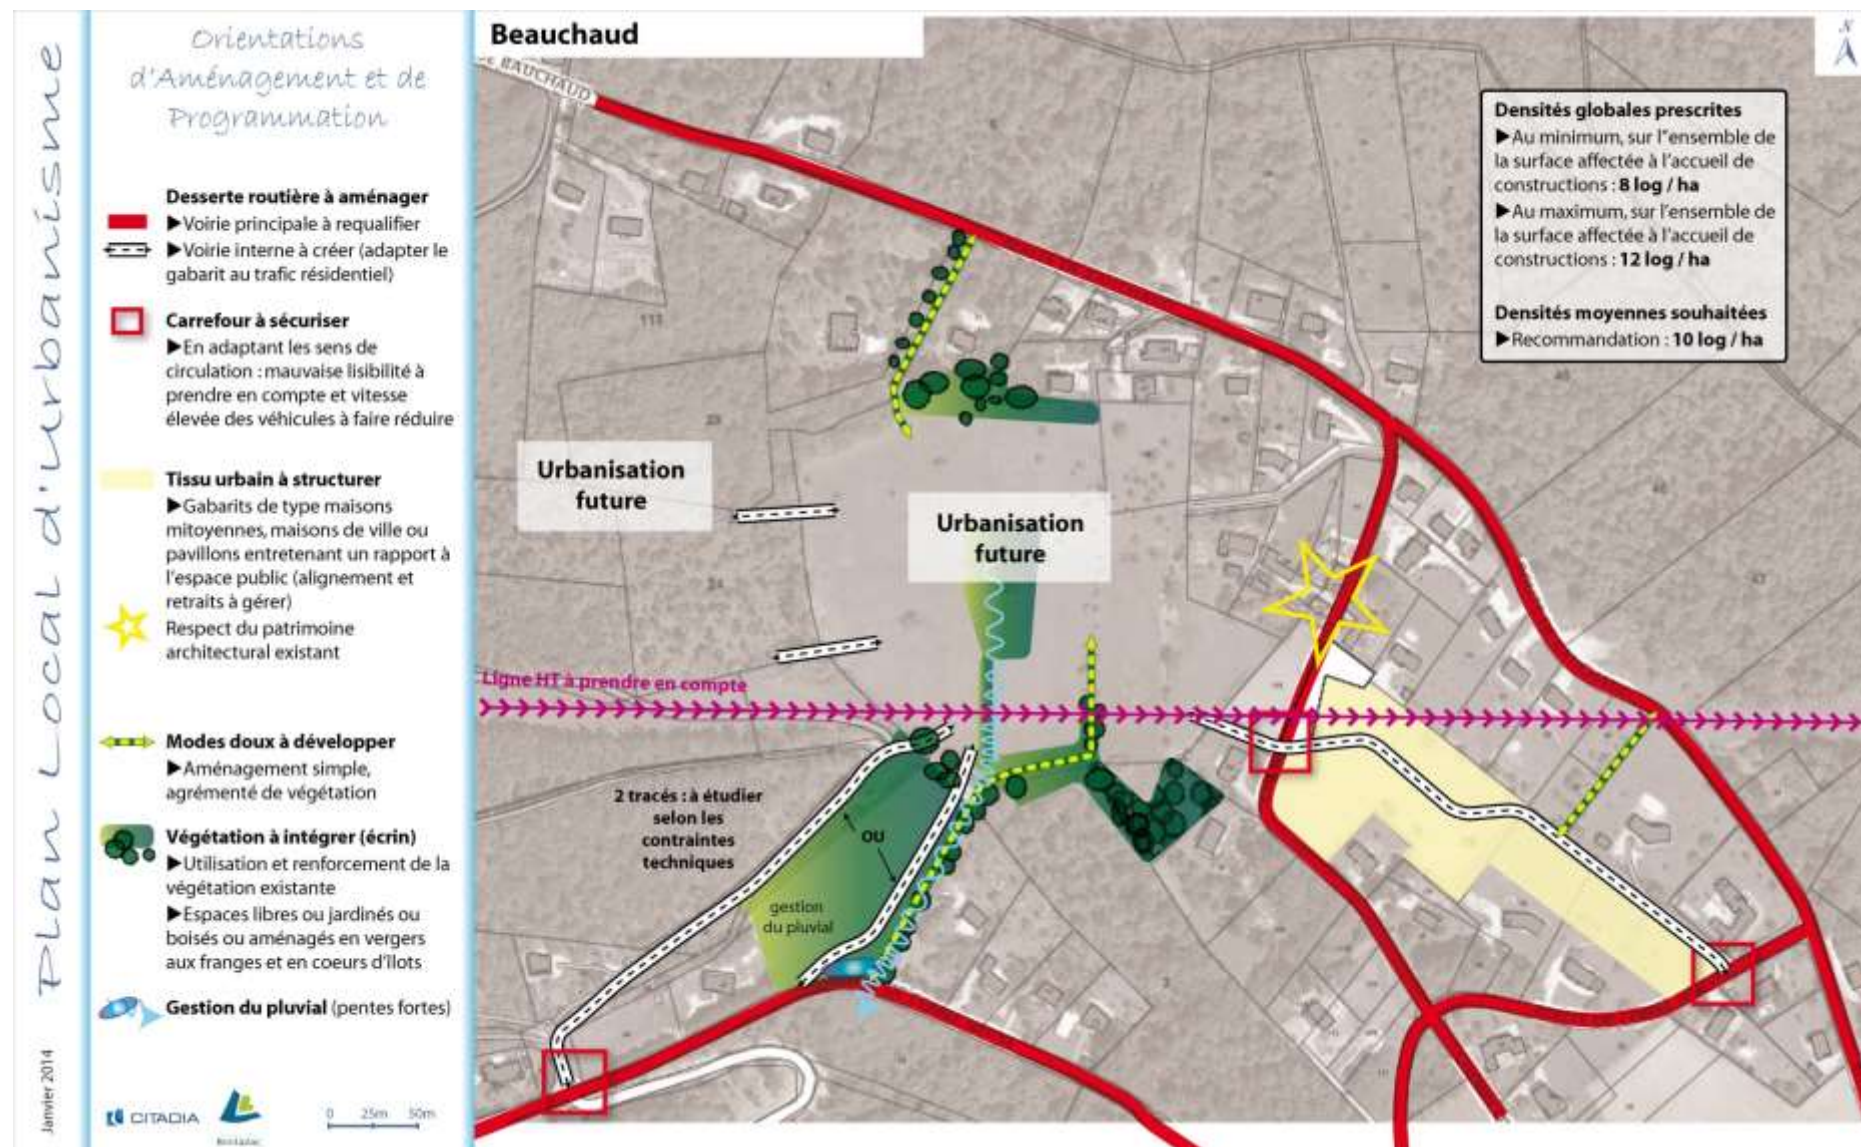 Plan Local d'Urbanisme
Janvier 2014
Orientations
d'Aménagement et de
Programmation
Desserte routière à aménager
▶Voirie principale à requalifier
▶Voirie interne à créer (adapter le
gabarit au trafic résidentiel)
Carrefour à sécuriser
▶En adaptant les sens de
circulation : mauvaise lisibilité à
prendre en compte et vitesse
élevée des véhicules à faire réduire
Tissu urbain à structurer
▶Gabarits de type maisons
mitoyennes, maisons de ville ou
pavillons entretenant un rapport à
l'espace public (alignement et
retraits à gérer)
Respect du patrimoine
architectural existant
Modes doux à développer
▶Aménagement simple,
agrémenté de végétation
Végétation à intégrer (écrin)
▶Utilisation et renforcement de la
végétation existante
▶Espaces libres ou jardinés ou
boisés ou aménagés en vergers
aux franges et en coeurs d'îlots
Gestion du pluvial (pentes fortes)
CITADIA
0 25m 50m
Beauchaud
N
DE BAUCHAUD
Densités globales prescrites
▶Au minimum, sur l"ensemble de
la surface affectée à l'accueil de
constructions : 8 log / ha
▶Au maximum, sur l'ensemble de
la surface affectée à l'accueil de
constructions : 12 log / ha
Densités moyennes souhaitées
▶Recommandation : 10 log / ha
113
Urbanisation
future
Urbanisation
future
Ligne HT à prendre en compte
2 tracés : à étudier
selon les
contraintes
techniques
OU
gestion
du pluvial